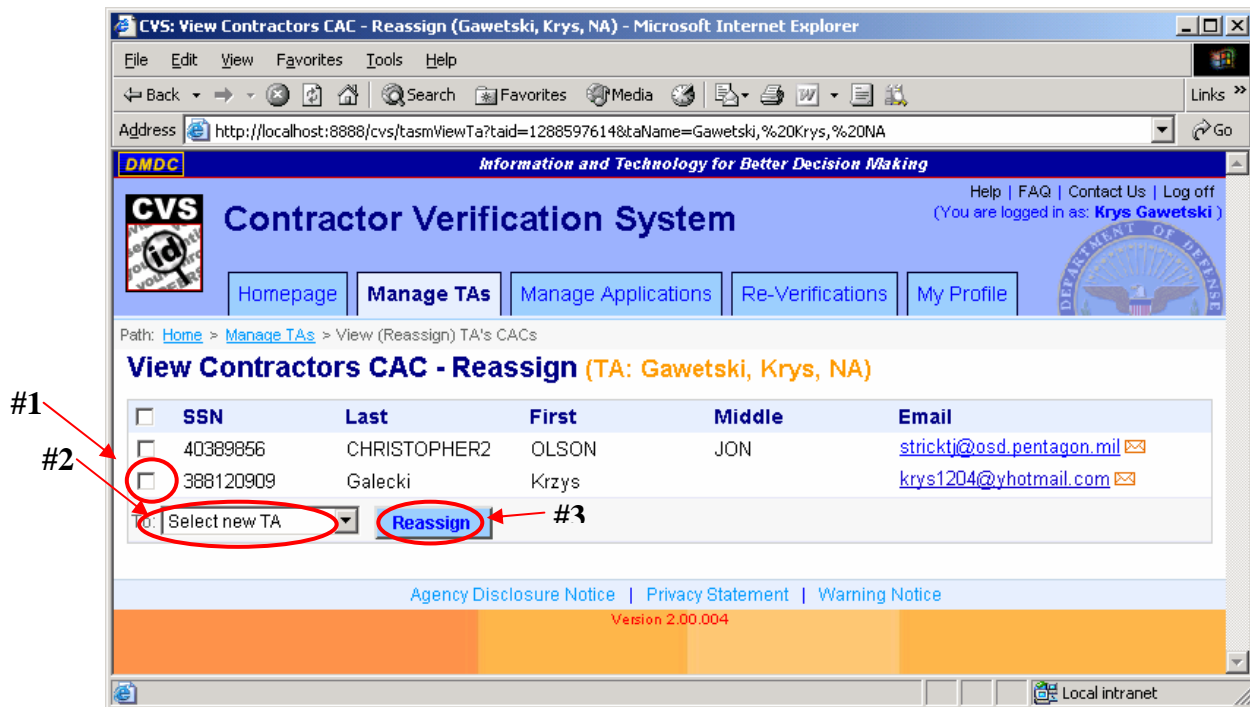 CVS: View Contractors CAC - Reassign (Gawetski, Krys, NA) - Microsoft Internet Explorer
File Edit View Favorites Tools Help
Back Search Favorites Media Links »
Address http://localhost:8888/cvs/tasmViewTa?taid=1288597614&taName=Gawetski,%20Krys,%20NA Go
DMDC Information and Technology for Better Decision Making
Help | FAQ | Contact Us | Log off
(You are logged in as: Krys Gawetski )
CVS
id
Contractor Verification System
DEPARTMENT OF DEFENSE
Homepage Manage TAs Manage Applications Re-Verifications My Profile
Path: Home > Manage TAs > View (Reassign) TA's CACs
View Contractors CAC - Reassign (TA: Gawetski, Krys, NA)
#1
SSN Last First Middle Email
40389856 CHRISTOPHER2 OLSON JON stricktj@osd.pentagon.mil
#2
388120909 Galecki Krzys krys1204@yhotmail.com
To: Select new TA Reassign #3
Agency Disclosure Notice | Privacy Statement | Warning Notice
Version 2.00.004
Local intranet